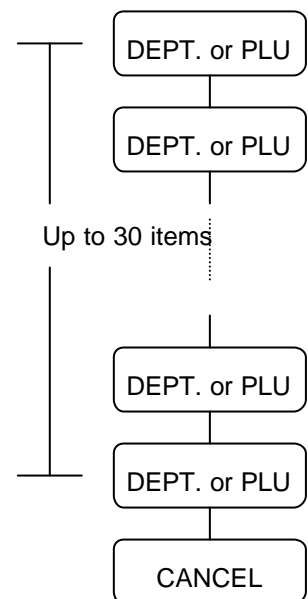 DEPT. or PLU
DEPT. or PLU
Up to 30 items
DEPT. or PLU
DEPT. or PLU
CANCEL